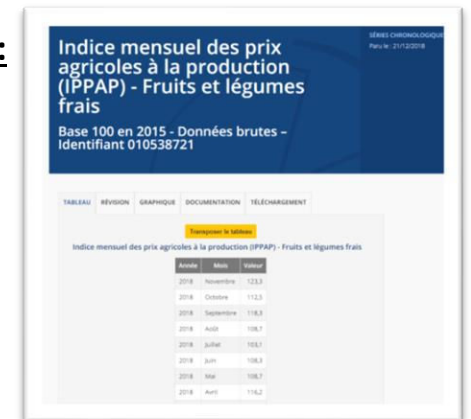 :
Indice mensuel des prix
agricoles à la production
(IPPAP) - Fruits et légumes
frais
Base 100 en 2015 - Données brutes –
Identifiant 010538721
SÉRIES CHRONOLOGIQUE
Paru le : 21/12/2018
TABLEAU RÉVISION GRAPHIQUE DOCUMENTATION TÉLÉCHARGEMENT
Transposer le tableau
Indice mensuel des prix agricoles à la production (IPPAP) - Fruits et légumes frais
Année Mois Valeur
2018 Novembre 123,3
2018 Octobre 112,5
2018 Septembre 118,3
2018 Août 108,7
2018 Juillet 103,1
2018 Juin 108,3
2018 Mai 108,7
2018 Avril 116,2